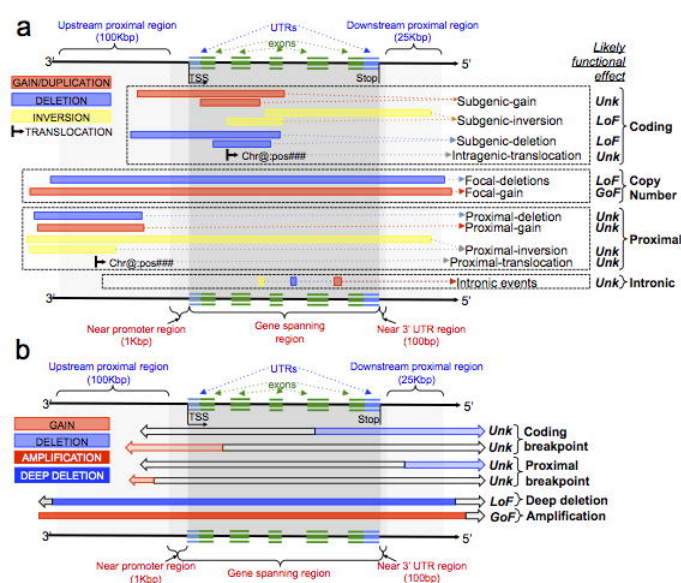 a
Upstream proximal region
(100Kbp)
UTRs
exons
Downstream proximal region
(25Kbp)
Likely
functional
effect
3' 5'
TSS Stop
GAIN/DUPLICATION
DELETION
INVERSION
TRANSLOCATION
Subgenic-gain Unk
Subgenic-inversion LoF
Coding
Subgenic-deletion LoF
Chr@:pos### Intragenic-translocation Unk
Focal-deletions LoF Copy
Focal-gain GoF Number
Proximal-deletion Unk
Proximal-gain Unk
Proximal
Proximal-inversion Unk
Chr@:pos### Proximal-translocation Unk
Intronic events Unk Intronic
3' 5'
Near promoter region
(1Kbp)
Gene spanning
region
Near 3' UTR region
(100bp)
b
Upstream proximal region
(100Kbp)
UTRs
exons
Downstream proximal region
(25Kbp)
3' 5'
TSS Stop
GAIN
DELETION
AMPLIFICATION
DEEP DELETION
Unk Coding
Unk breakpoint
Unk Proximal
Unk breakpoint
LoF Deep deletion
GoF Amplification
3' 5'
Near promoter region
(1Kbp)
Gene spanning region
Near 3' UTR region
(100bp)